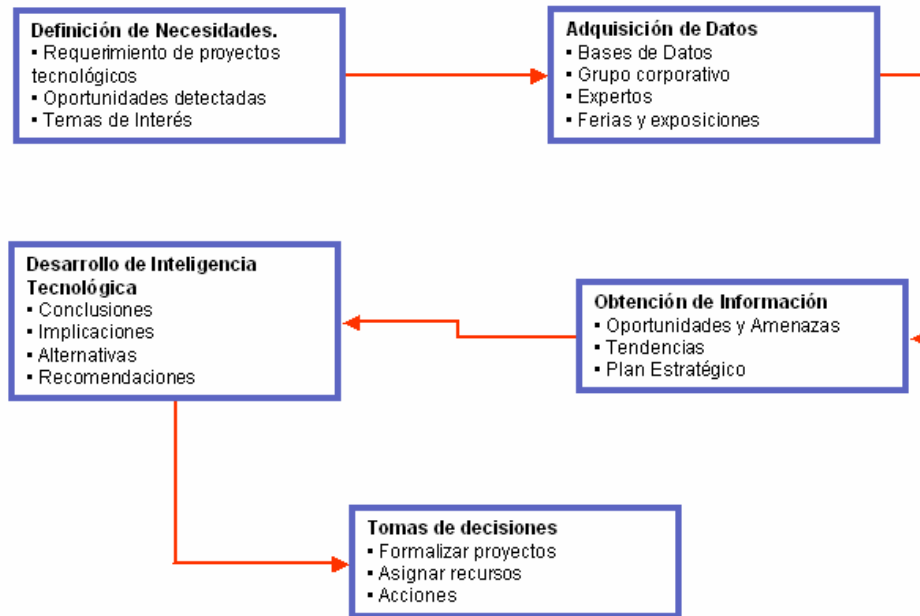 Definición de Necesidades.
▪ Requerimiento de proyectos
tecnológicos
▪ Oportunidades detectadas
▪ Temas de Interés
Adquisición de Datos
▪ Bases de Datos
▪ Grupo corporativo
▪ Expertos
▪ Ferias y exposiciones
Obtención de Información
▪ Oportunidades y Amenazas
▪ Tendencias
▪ Plan Estratégico
Desarrollo de Inteligencia
Tecnológica
▪ Conclusiones
▪ Implicaciones
▪ Alternativas
▪ Recomendaciones
Tomas de decisiones
▪ Formalizar proyectos
▪ Asignar recursos
▪ Acciones